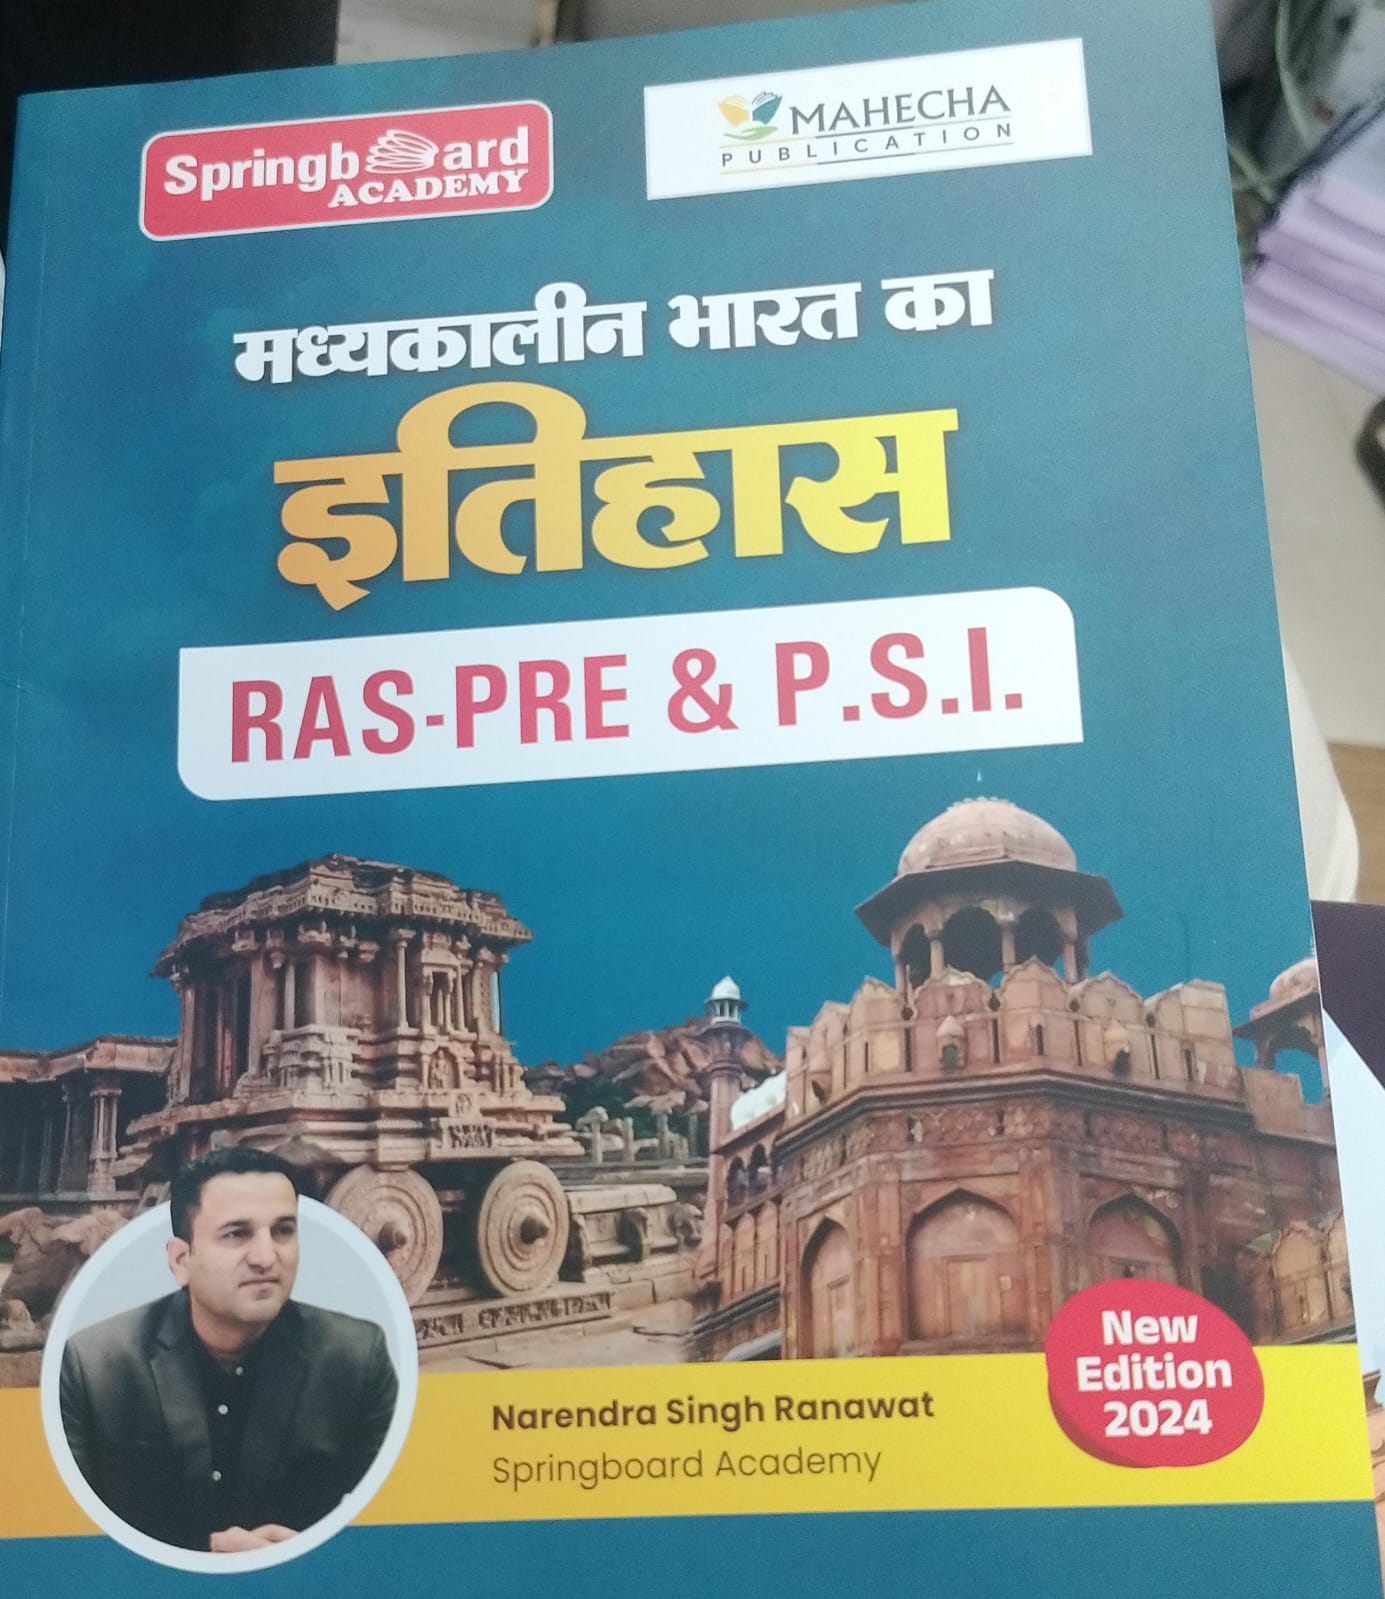 Springboard
ACADEMY
MAHECHA
PUBLICATION
मध्यकालीन भारत का
इतिहास
RAS-PRE & P.S.I.
New
Edition
2024
Narendra Singh Ranawat
Springboard Academy